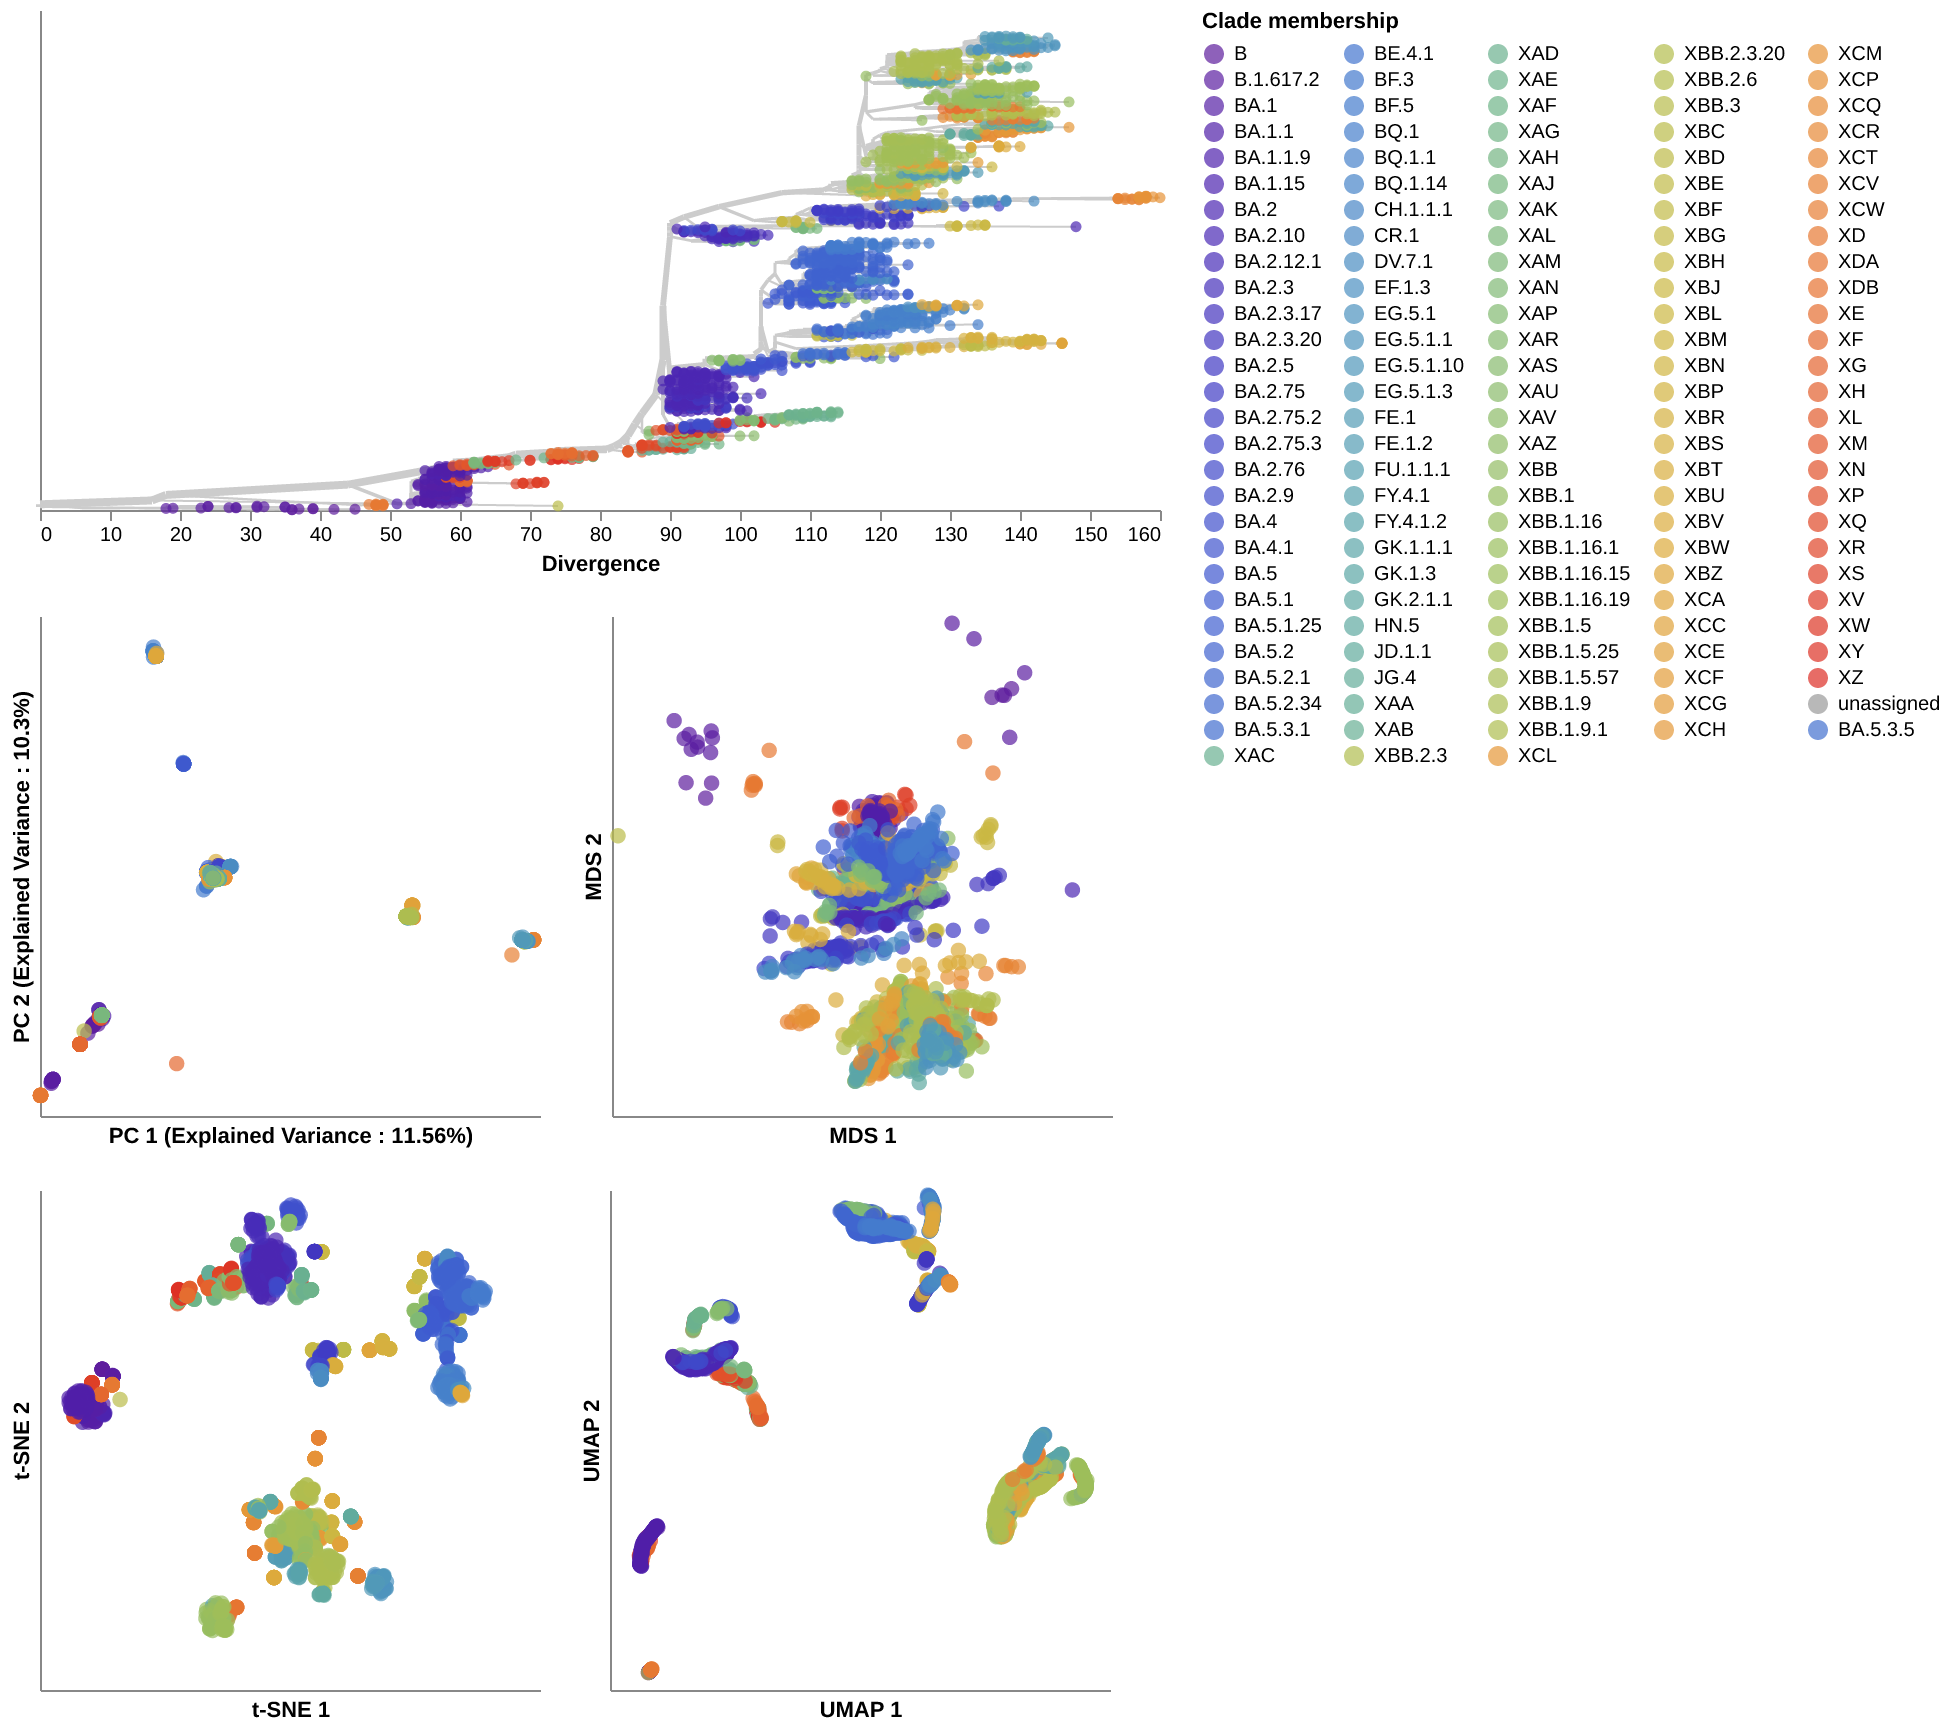 Clade membership
B
B.1.617.2
BA.1
BA.1.1
BA.1.1.9
BA.1.15
BA.2
BA.2.10
BA.2.12.1
BA.2.3
BA.2.3.17
BA.2.3.20
BA.2.5
BA.2.75
BA.2.75.2
BA.2.75.3
BA.2.76
BA.2.9
BA.4
BA.4.1
BA.5
BA.5.1
BA.5.1.25
BA.5.2
BA.5.2.1
BA.5.2.34
BA.5.3.1
XAC
BE.4.1
BF.3
BF.5
BQ.1
BQ.1.1
BQ.1.14
CH.1.1.1
CR.1
DV.7.1
EF.1.3
EG.5.1
EG.5.1.1
EG.5.1.10
EG.5.1.3
FE.1
FE.1.2
FU.1.1.1
FY.4.1
FY.4.1.2
GK.1.1.1
GK.1.3
GK.2.1.1
HN.5
JD.1.1
JG.4
XAA
XAB
XBB.2.3
XAD
XAE
XAF
XAG
XAH
XAJ
XAK
XAL
XAM
XAN
XAP
XAR
XAS
XAU
XAV
XAZ
XBB
XBB.1
XBB.1.16
XBB.1.16.1
XBB.1.16.15
XBB.1.16.19
XBB.1.5
XBB.1.5.25
XBB.1.5.57
XBB.1.9
XBB.1.9.1
XCL
XBB.2.3.20
XBB.2.6
XBB.3
XBC
XBD
XBE
XBF
XBG
XBH
XBJ
XBL
XBM
XBN
XBP
XBR
XBS
XBT
XBU
XBV
XBW
XBZ
XCA
XCC
XCE
XCF
XCG
XCH
XCM
XCP
XCQ
XCR
XCT
XCV
XCW
XD
XDA
XDB
XE
XF
XG
XH
XL
XM
XN
XP
XQ
XR
XS
XV
XW
XY
XZ
unassigned
BA.5.3.5
0 10 20 30 40 50 60 70 80 90 100 110 120 130 140 150 160
Divergence
PC 2 (Explained Variance : 10.3%)
PC 1 (Explained Variance : 11.56%)
MDS 2
MDS 1
t-SNE 2
t-SNE 1
UMAP 2
UMAP 1